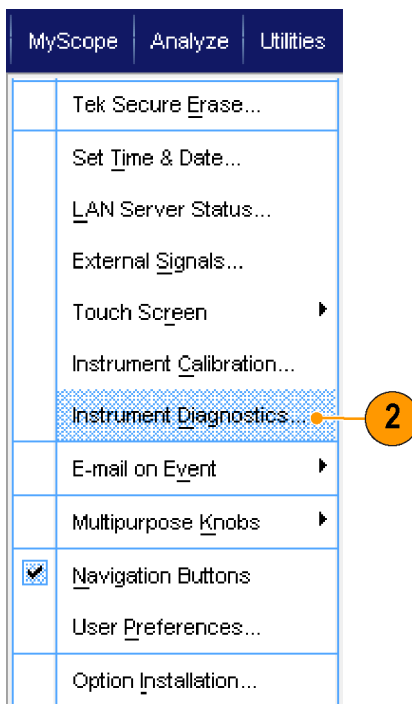 MyScope Analyze Utilities
Tek Secure Erase...
Set Time & Date...
LAN Server Status...
External Signals...
Touch Screen
Instrument Calibration...
Instrument Diagnostics...
2
E-mail on Event
Multipurpose Knobs
Navigation Buttons
User Preferences...
Option Installation...